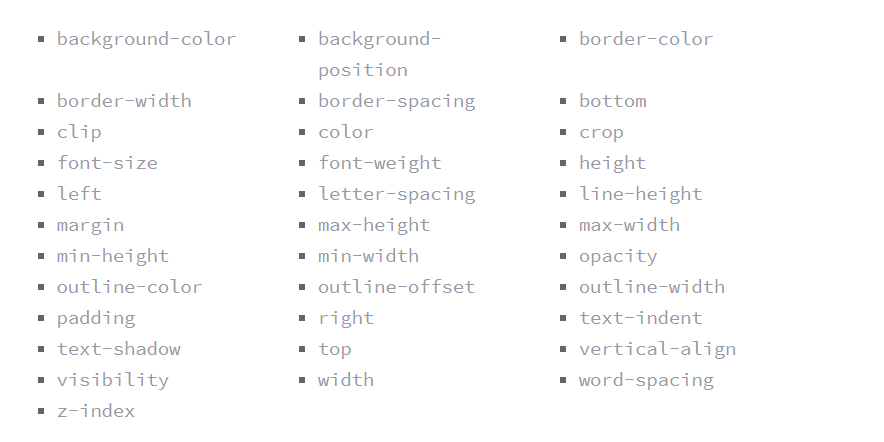 background-color background- border-color
position
border-width border-spacing bottom
clip color crop
font-size font-weight height
left letter-spacing line-height
margin max-height max-width
min-height min-width opacity
outline-color outline-offset outline-width
padding right text-indent
text-shadow top vertical-align
visibility width word-spacing
z-index